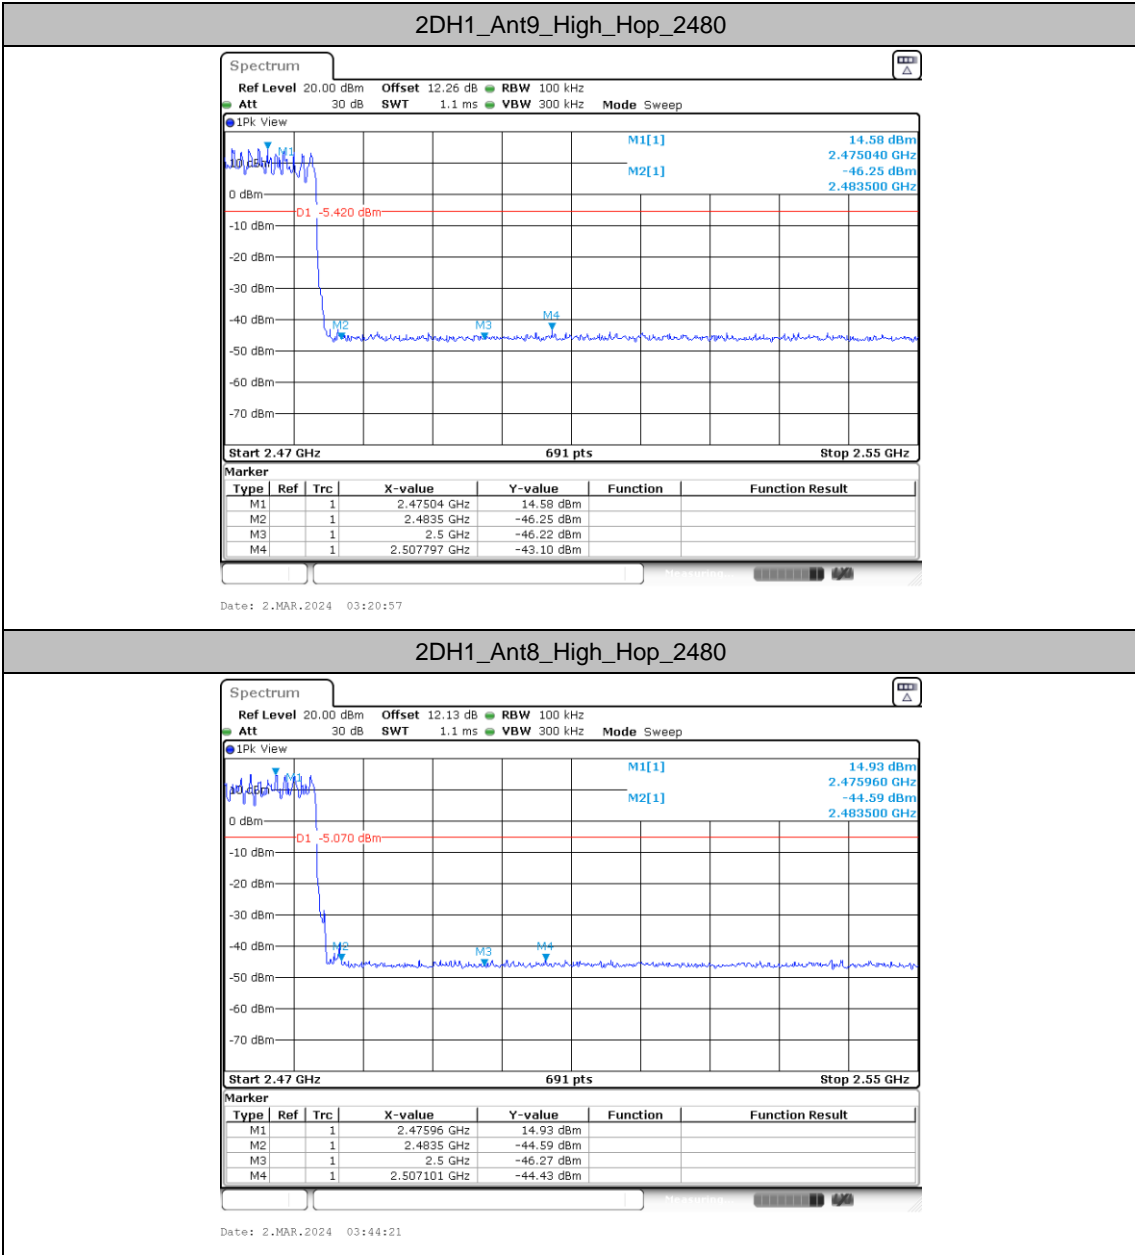 2DH1_Ant9_High_Hop_2480
Spectrum
Ref Level 20.00 dBm Offset 12.26 dB RBW 100 kHz
Att 30 dB SWT 1.1 ms VBW 300 kHz Mode Sweep
1Pk View
M1[1] 14.58 dBm
2.475040 GHz
M2[1] -46.25 dBm
2.483500 GHz
M1
10 dBm
0 dBm
D1 -5.420 dBm
-10 dBm
-20 dBm
-30 dBm
-40 dBm
M2 M3 M4
-50 dBm
-60 dBm
-70 dBm
Start 2.47 GHz 691 pts Stop 2.55 GHz
Marker
Type Ref Trc X-value Y-value Function Function Result
M1 1 2.47504 GHz 14.58 dBm
M2 1 2.4835 GHz -46.25 dBm
M3 1 2.5 GHz -46.22 dBm
M4 1 2.507797 GHz -43.10 dBm
Measuring...
Date: 2.MAR.2024 03:20:57
2DH1_Ant8_High_Hop_2480
Spectrum
Ref Level 20.00 dBm Offset 12.13 dB RBW 100 kHz
Att 30 dB SWT 1.1 ms VBW 300 kHz Mode Sweep
1Pk View
M1[1] 14.93 dBm
2.475960 GHz
M2[1] -44.59 dBm
2.483500 GHz
M1
10 dBm
0 dBm
D1 -5.070 dBm
-10 dBm
-20 dBm
-30 dBm
-40 dBm
M2 M3 M4
-50 dBm
-60 dBm
-70 dBm
Start 2.47 GHz 691 pts Stop 2.55 GHz
Marker
Type Ref Trc X-value Y-value Function Function Result
M1 1 2.47596 GHz 14.93 dBm
M2 1 2.4835 GHz -44.59 dBm
M3 1 2.5 GHz -46.27 dBm
M4 1 2.507101 GHz -44.43 dBm
Measuring...
Date: 2.MAR.2024 03:44:21